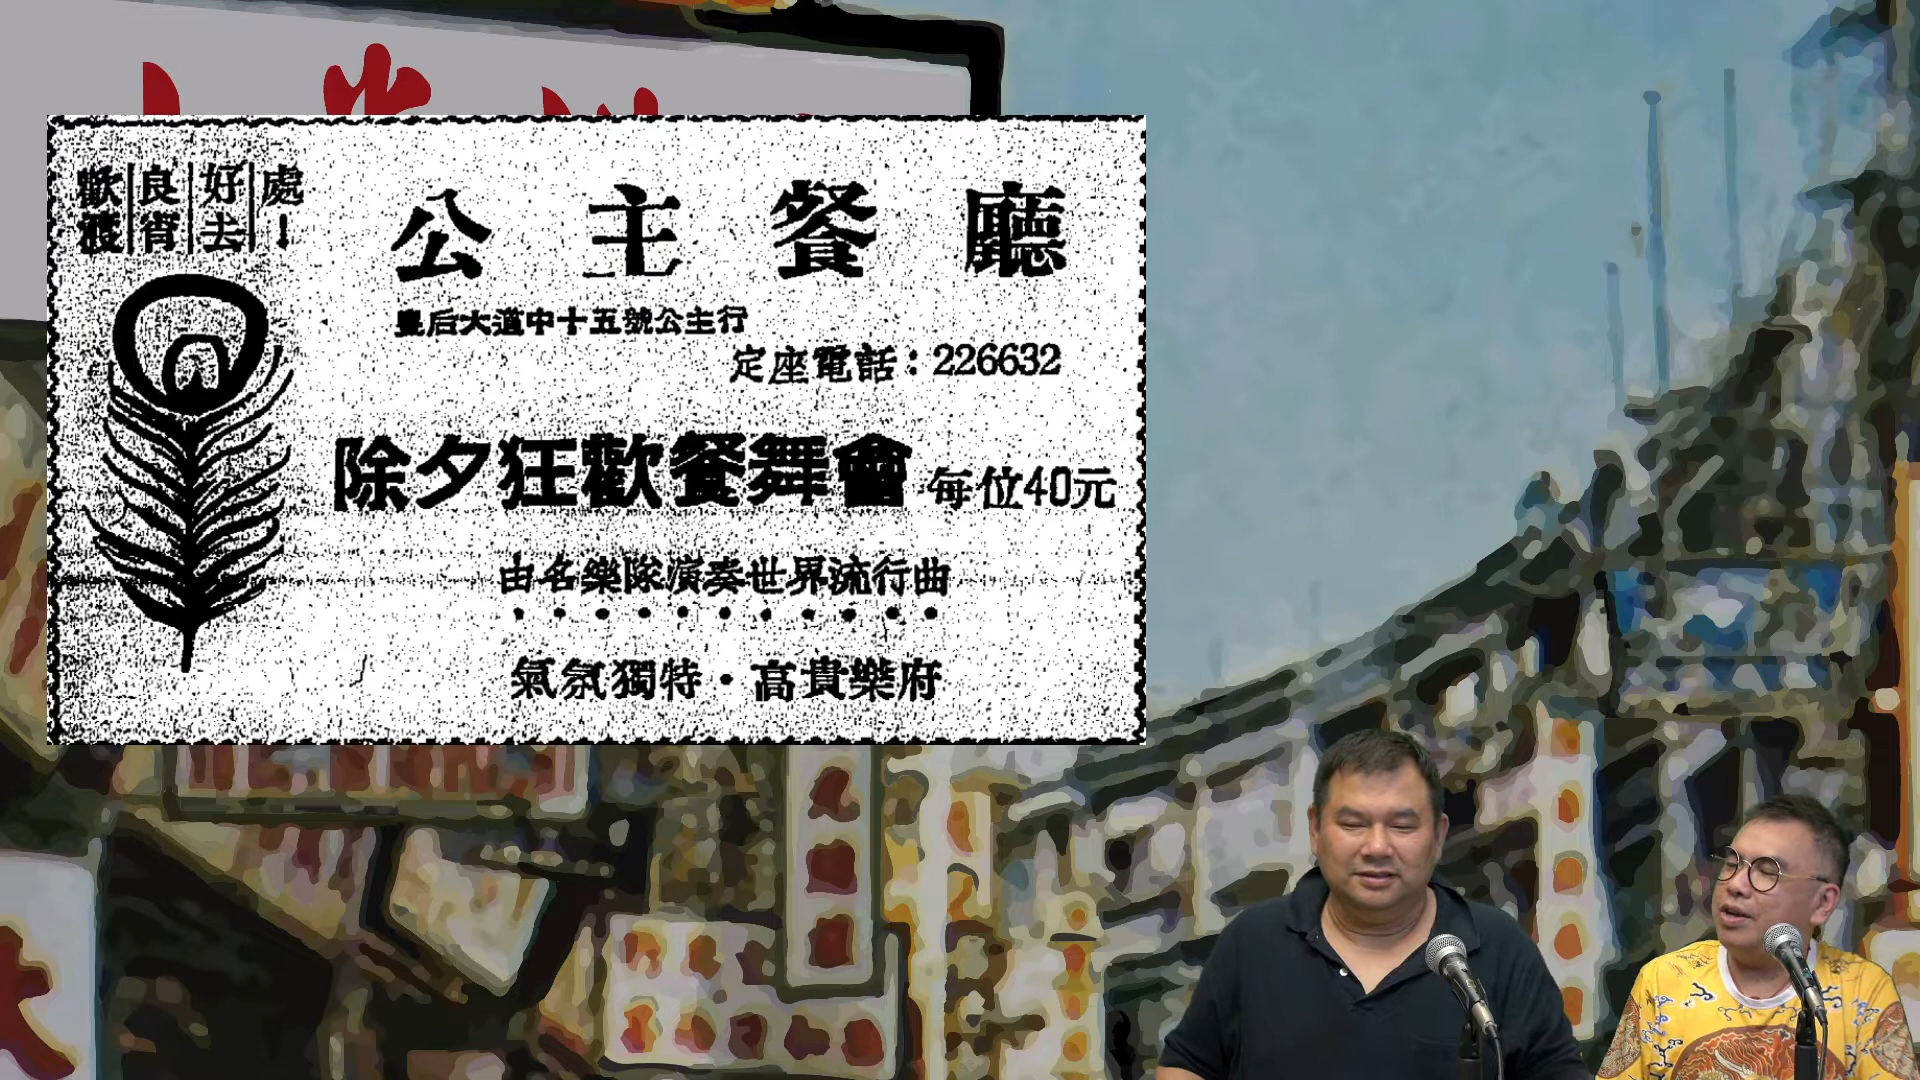 歡渡
良宵
好去
處!
公主餐廳
皇后大道中十五號公主行
定座電話：226632
除夕狂歡餐舞會 每位40元
由名樂隊演奏世界流行曲
氣氛獨特·高貴樂府
大